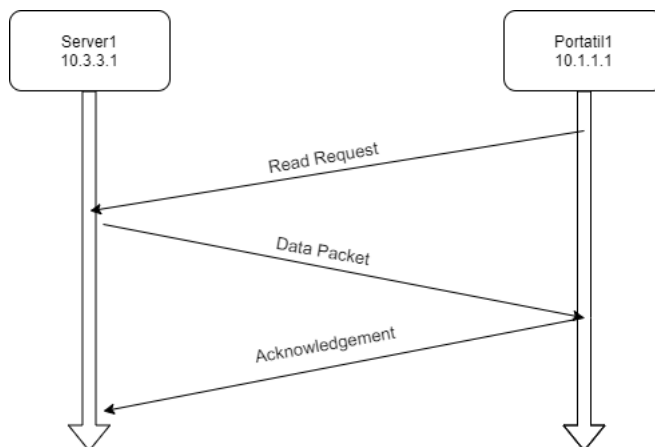 Server1
10.3.3.1
Portatil1
10.1.1.1
Read Request
Data Packet
Acknowledgement